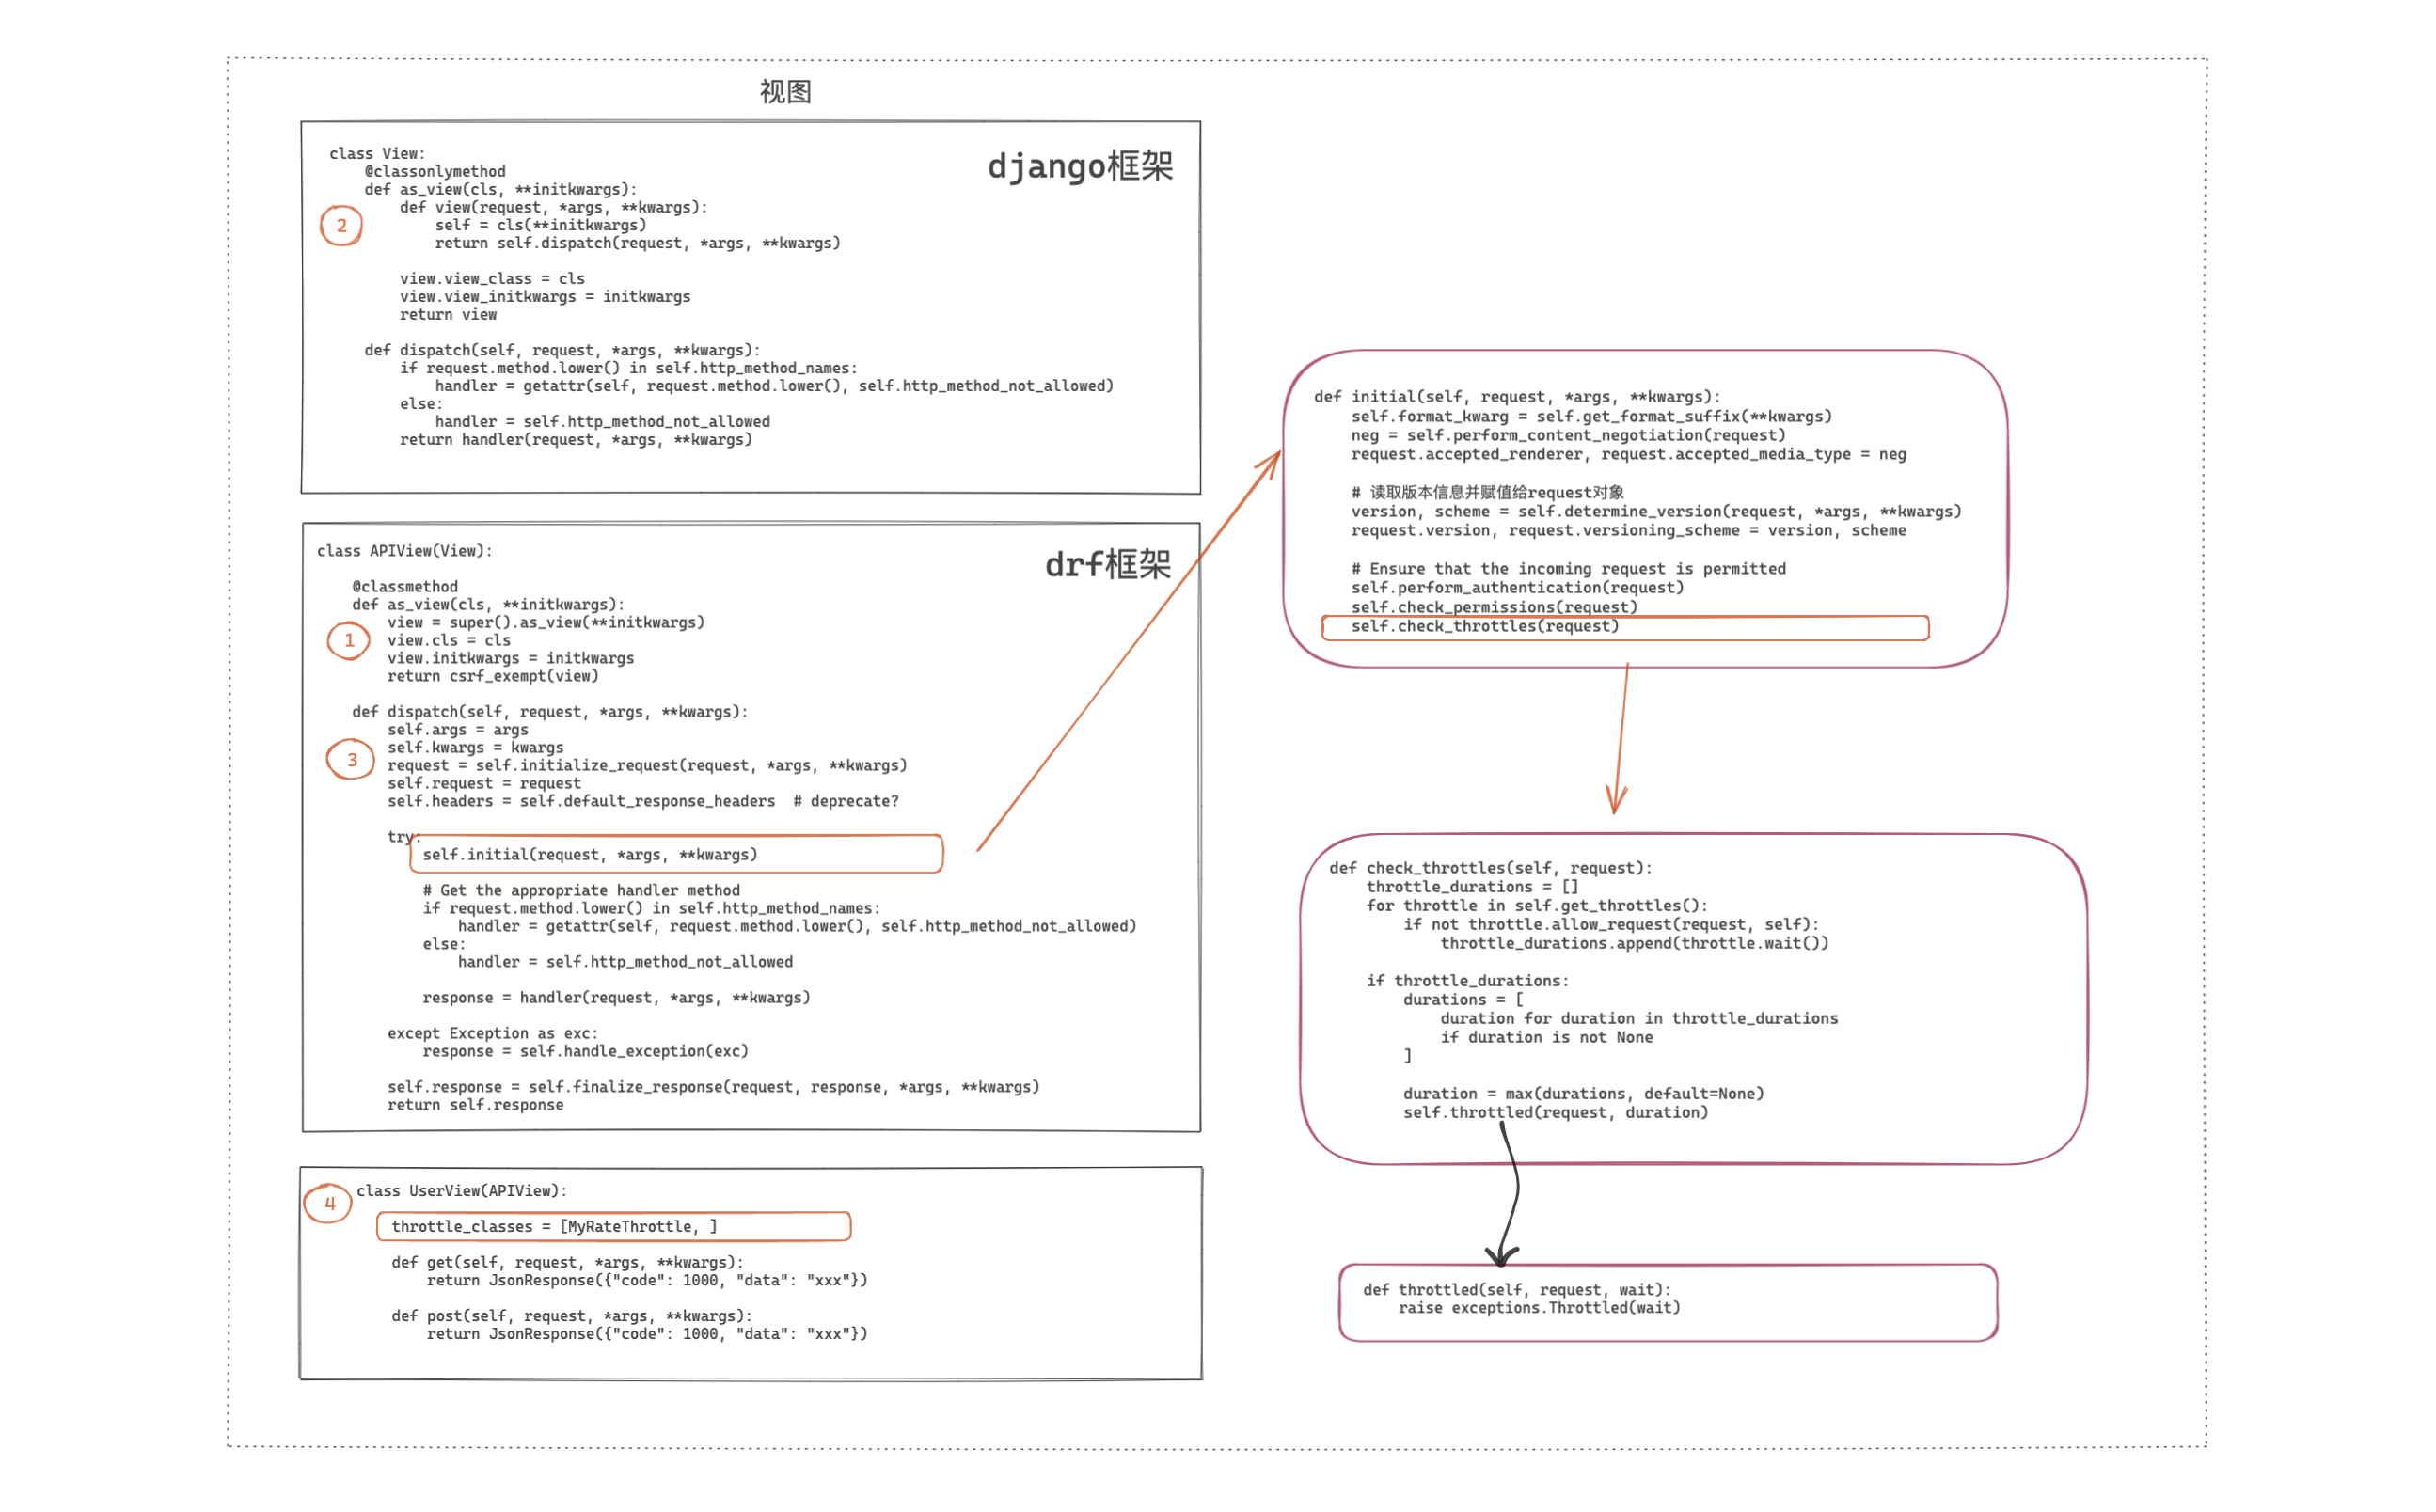 视图
django框架
class View:
    @classonlymethod
    def as_view(cls, **initkwargs):
        def view(request, *args, **kwargs):
            self = cls(**initkwargs)
            return self.dispatch(request, *args, **kwargs)
        view.view_class = cls
        view.view_initkwargs = initkwargs
        return view
    def dispatch(self, request, *args, **kwargs):
        if request.method.lower() in self.http_method_names:
            handler = getattr(self, request.method.lower(), self.http_method_not_allowed)
        else:
            handler = self.http_method_not_allowed
        return handler(request, *args, **kwargs)
2
drf框架
class APIView(View):
    @classmethod
    def as_view(cls, **initkwargs):
        view = super().as_view(**initkwargs)
        view.cls = cls
        view.initkwargs = initkwargs
        return csrf_exempt(view)
1
    def dispatch(self, request, *args, **kwargs):
        self.args = args
        self.kwargs = kwargs
        request = self.initialize_request(request, *args, **kwargs)
        self.request = request
        self.headers = self.default_response_headers  # deprecate?
3
        try:
            self.initial(request, *args, **kwargs)
            # Get the appropriate handler method
            if request.method.lower() in self.http_method_names:
                handler = getattr(self, request.method.lower(), self.http_method_not_allowed)
            else:
                handler = self.http_method_not_allowed
            response = handler(request, *args, **kwargs)
        except Exception as exc:
            response = self.handle_exception(exc)
        self.response = self.finalize_response(request, response, *args, **kwargs)
        return self.response
4
class UserView(APIView):
    throttle_classes = [MyRateThrottle, ]
    def get(self, request, *args, **kwargs):
        return JsonResponse({"code": 1000, "data": "xxx"})
    def post(self, request, *args, **kwargs):
        return JsonResponse({"code": 1000, "data": "xxx"})
def initial(self, request, *args, **kwargs):
    self.format_kwarg = self.get_format_suffix(**kwargs)
    neg = self.perform_content_negotiation(request)
    request.accepted_renderer, request.accepted_media_type = neg
    # 读取版本信息并赋值给request对象
    version, scheme = self.determine_version(request, *args, **kwargs)
    request.version, request.versioning_scheme = version, scheme
    # Ensure that the incoming request is permitted
    self.perform_authentication(request)
    self.check_permissions(request)
    self.check_throttles(request)
def check_throttles(self, request):
    throttle_durations = []
    for throttle in self.get_throttles():
        if not throttle.allow_request(request, self):
            throttle_durations.append(throttle.wait())
    if throttle_durations:
        durations = [
            duration for duration in throttle_durations
            if duration is not None
        ]
        duration = max(durations, default=None)
        self.throttled(request, duration)
def throttled(self, request, wait):
    raise exceptions.Throttled(wait)